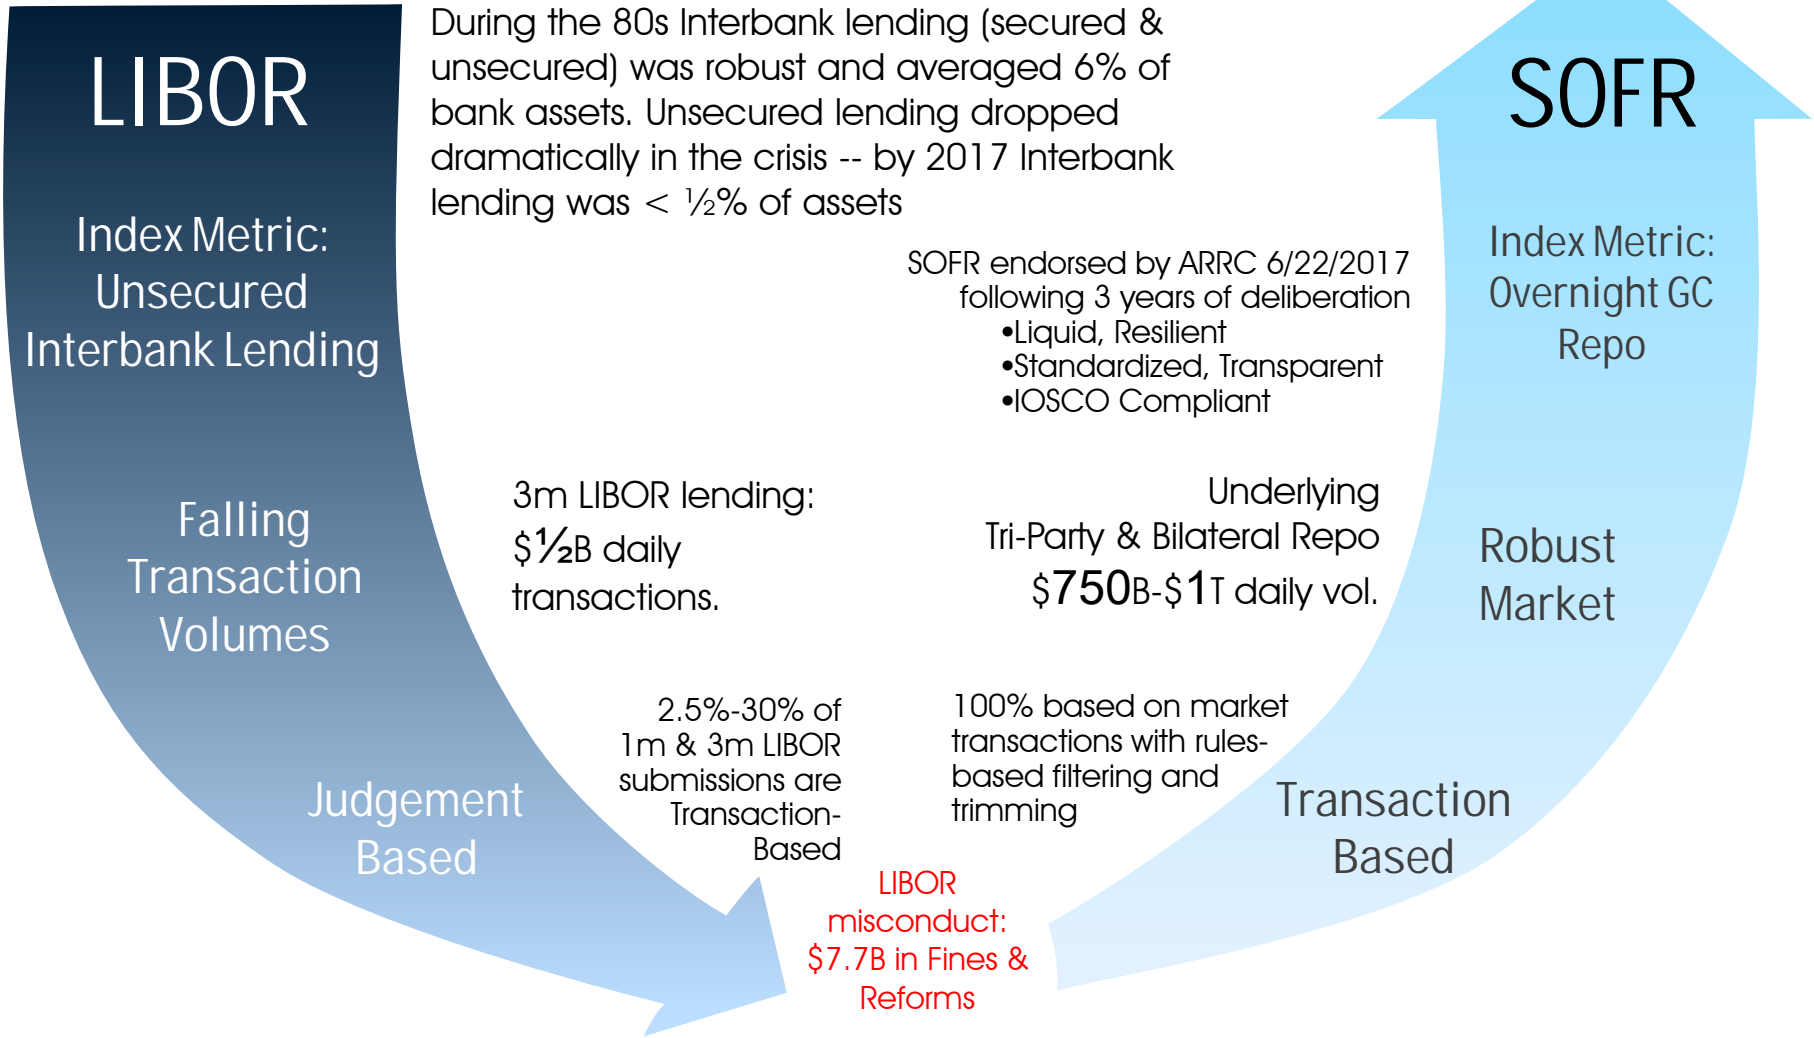 LIBOR
Index Metric:
Unsecured
Interbank Lending
Falling
Transaction
Volumes
Judgement
Based
During the 80s Interbank lending (secured &
unsecured) was robust and averaged 6% of
bank assets. Unsecured lending dropped
dramatically in the crisis -- by 2017 Interbank
lending was < ½% of assets
SOFR endorsed by ARRC 6/22/2017
following 3 years of deliberation
•Liquid, Resilient
•Standardized, Transparent
•IOSCO Compliant
3m LIBOR lending:
$½B daily
transactions.
Underlying
Tri-Party & Bilateral Repo
$750B-$1T daily vol.
2.5%-30% of
1m & 3m LIBOR
submissions are
Transaction-
Based
100% based on market
transactions with rules-
based filtering and
trimming
LIBOR
misconduct:
$7.7B in Fines &
Reforms
SOFR
Index Metric:
Overnight GC
Repo
Robust
Market
Transaction
Based